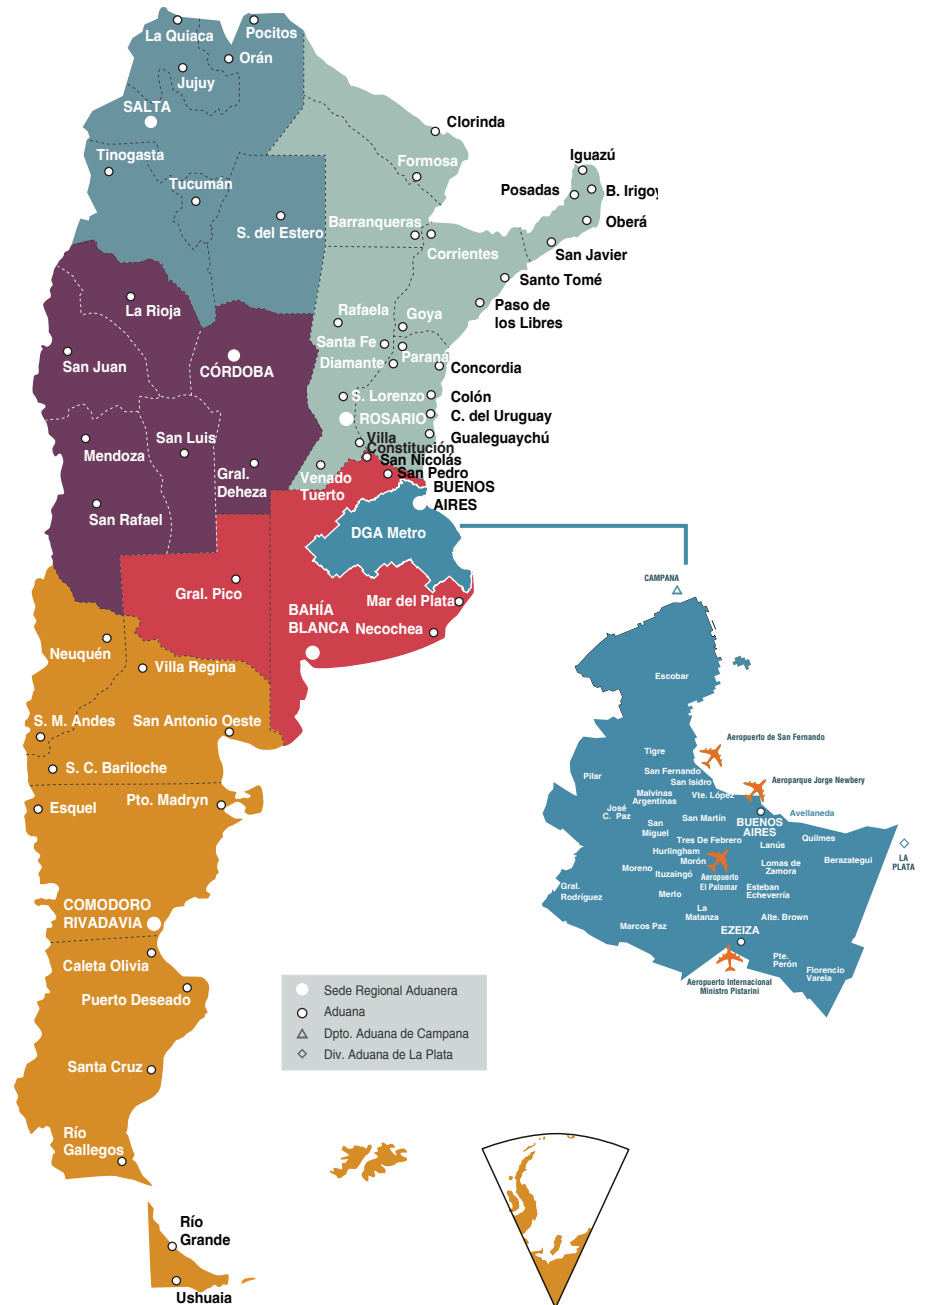 La Quiaca
Pocitos
Orán
Jujuy
SALTA
Clorinda
Tinogasta
Formosa
Iguazú
Tucumán
Posadas
B. Irigoy
Barranqueras
Oberá
S. del Estero
Corrientes
San Javier
Santo Tomé
La Rioja
Rafaela
Goya
Paso de
los Libres
Santa Fe
Paraná
San Juan
CÓRDOBA
Diamante
Concordia
S. Lorenzo
Colón
ROSARIO
C. del Uruguay
San Luis
Villa
Constitución
Gualeguaychú
Mendoza
San Nicolás
Gral.
Deheza
Venado
Tuerto
San Pedro
BUENOS
AIRES
San Rafael
DGA Metro
Gral. Pico
Mar del Plata
BAHÍA
BLANCA
Necochea
Neuquén
Villa Regina
S. M. Andes
San Antonio Oeste
S. C. Bariloche
Esquel
Pto. Madryn
COMODORO
RIVADAVIA
Caleta Olivia
Puerto Deseado
Santa Cruz
Río
Gallegos
Río
Grande
Ushuaia
CAMPANA
Escobar
Aeropuerto de San Fernando
Tigre
Pilar
San Fernando
San Isidro
Aeroparque Jorge Newbery
Malvinas
Argentinas
Vte. López
José
C. Paz
San
Miguel
San Martín
BUENOS
AIRES
Avellaneda
Tres De Febrero
Lanús
Quilmes
Hurlingham
Morón
Lomas de
Zamora
Berazategui
LA
PLATA
Moreno
Ituzaingó
Aeropuerto
El Palomar
Gral.
Rodríguez
Merlo
Esteban
Echeverría
La
Matanza
Alte. Brown
Marcos Paz
EZEIZA
Pte.
Perón
Florencio
Varela
Aeropuerto Internacional
Ministro Pistarini
Sede Regional Aduanera
Aduana
Dpto. Aduana de Campana
Div. Aduana de La Plata